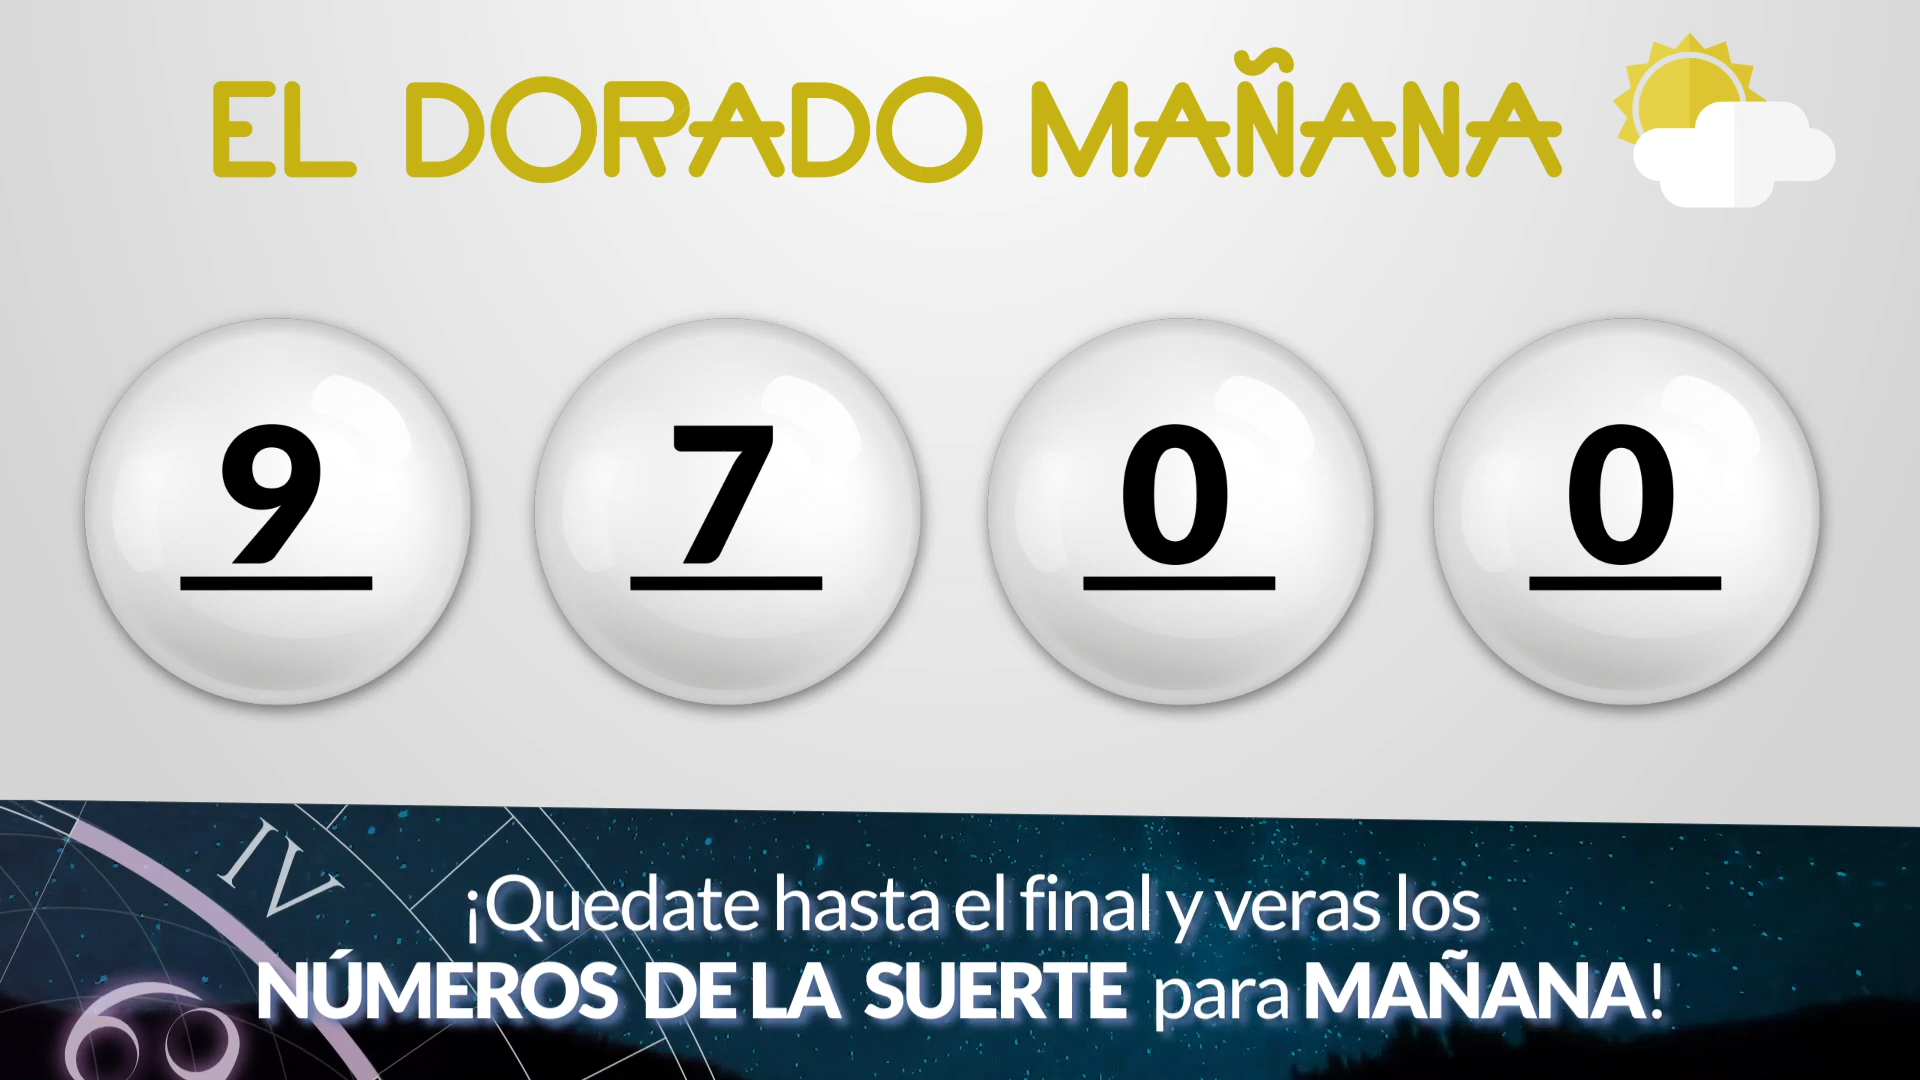 EL DORADO MAÑANA
9 7 0 0
IV
¡Quedate hasta el final y veras los
NÚMEROS DE LA SUERTE para MAÑANA!